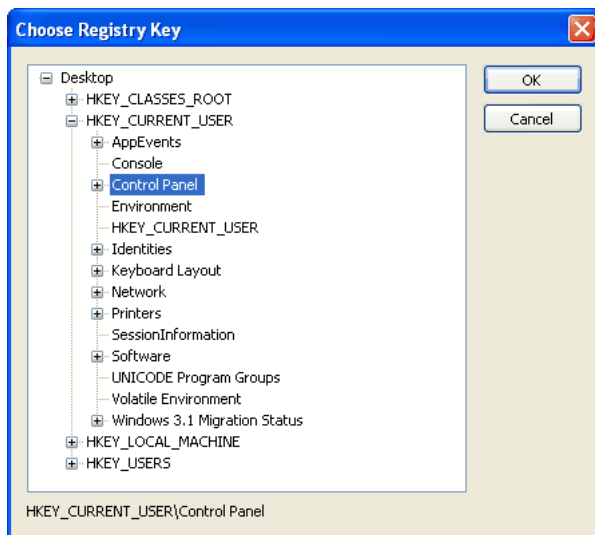 Choose Registry Key
Desktop
HKEY_CLASSES_ROOT
HKEY_CURRENT_USER
AppEvents
Console
Control Panel
Environment
HKEY_CURRENT_USER
Identities
Keyboard Layout
Network
Printers
SessionInformation
Software
UNICODE Program Groups
Volatile Environment
Windows 3.1 Migration Status
HKEY_LOCAL_MACHINE
HKEY_USERS
OK
Cancel
HKEY_CURRENT_USER\Control Panel